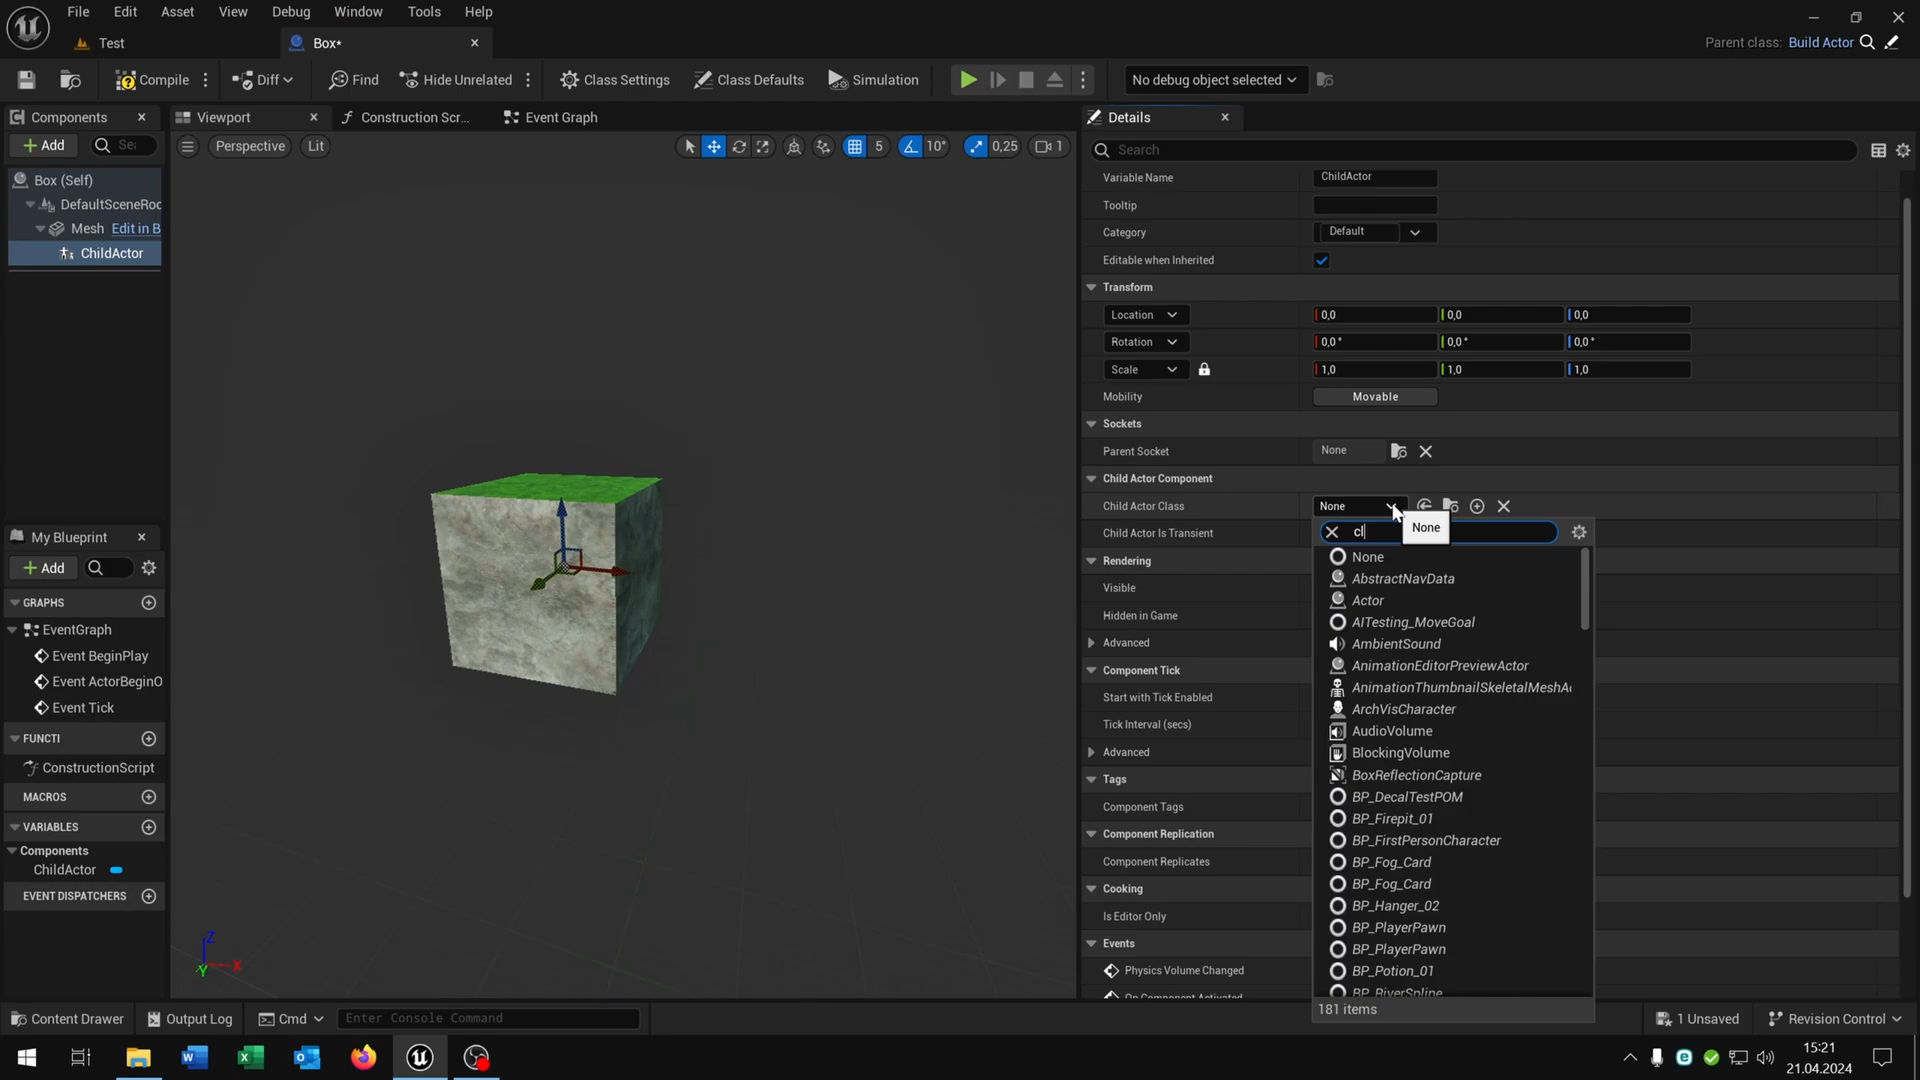 File Edit Asset View Debug Window Tools Help
Test
Box*
Parent class: Build Actor
Compile
Diff
Find
Hide Unrelated
Class Settings
Class Defaults
Simulation
No debug object selected
Components
Add
Sea
Box (Self)
DefaultSceneRoo
Mesh Edit in B
ChildActor
Viewport
Construction Scr...
Event Graph
Perspective
Lit
5
10°
0,25
1
Z
X
Y
My Blueprint
Add
GRAPHS
EventGraph
Event BeginPlay
Event ActorBeginO
Event Tick
FUNCTI
ConstructionScript
MACROS
VARIABLES
Components
ChildActor
EVENT DISPATCHERS
Details
Search
Variable Name ChildActor
Tooltip
Category Default
Editable when Inherited
Transform
Location 0,0 0,0 0,0
Rotation 0,0 ° 0,0 ° 0,0 °
Scale 1,0 1,0 1,0
Mobility Movable
Sockets
Parent Socket None
Child Actor Component
Child Actor Class None
Child Actor Is Transient
Rendering
Visible
Hidden in Game
Advanced
Component Tick
Start with Tick Enabled
Tick Interval (secs)
Advanced
Tags
Component Tags
Component Replication
Component Replicates
Cooking
Is Editor Only
Events
Physics Volume Changed
On Component Activated
cl
None
None
AbstractNavData
Actor
AITesting_MoveGoal
AmbientSound
AnimationEditorPreviewActor
AnimationThumbnailSkeletalMeshAc
ArchVisCharacter
AudioVolume
BlockingVolume
BoxReflectionCapture
BP_DecalTestPOM
BP_Firepit_01
BP_FirstPersonCharacter
BP_Fog_Card
BP_Fog_Card
BP_Hanger_02
BP_PlayerPawn
BP_PlayerPawn
BP_Potion_01
BP_RiverSpline
181 items
Content Drawer
Output Log
Cmd
Enter Console Command
1 Unsaved
Revision Control
15:21
21.04.2024